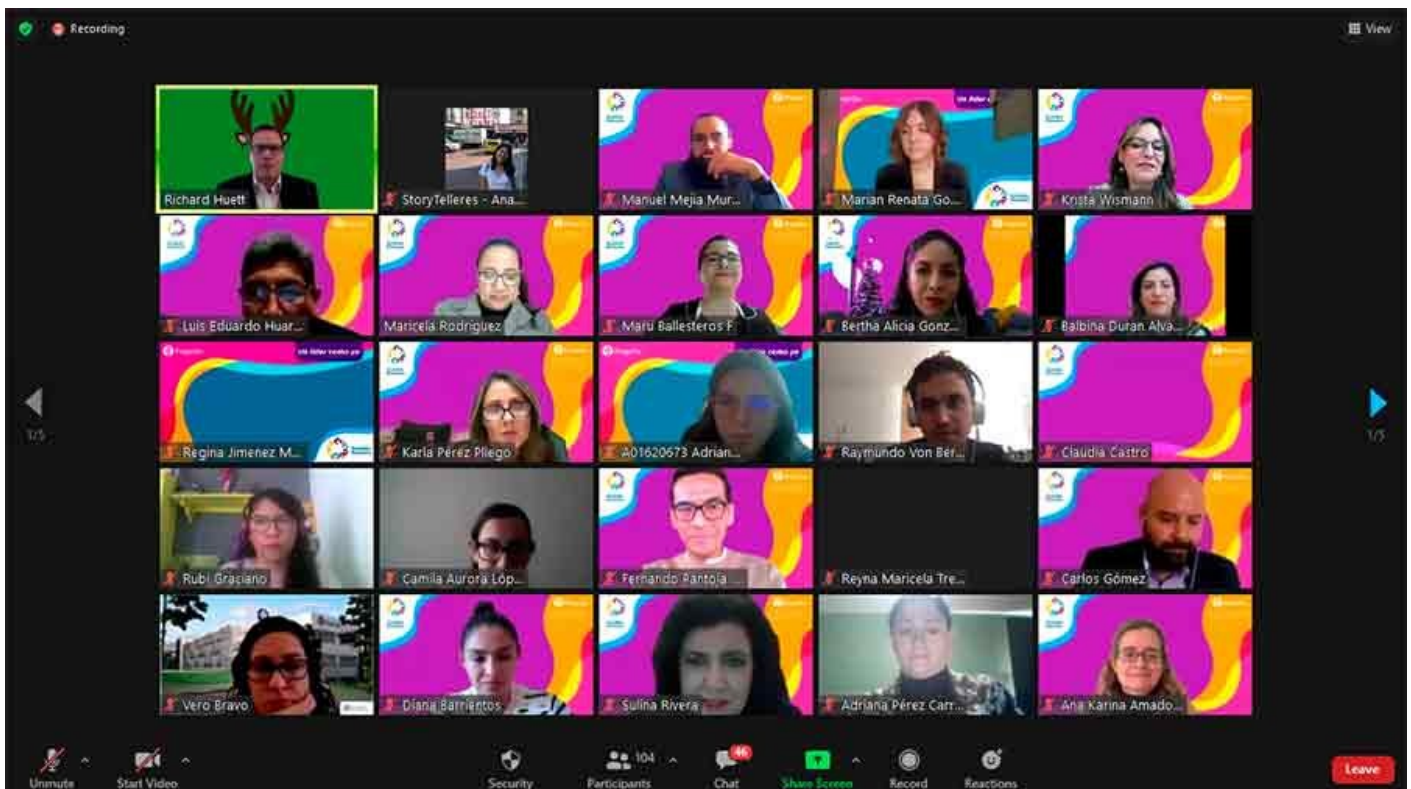 Recording
View
Richard Huett
StoryTelleres - Ana...
Manuel Mejia Mur...
Marian Renata Go...
Krista Wismann
Luis Eduardo Huar...
Maricela Rodriguez
Maru Ballesteros F
Bertha Alicia Gonz...
Balbina Duran Alva...
Un líder como yo
Regina Jimenez M...
Karla Pérez Pliego
A01620673 Adrian...
Raymundo Von Ber...
Claudia Castro
1/5
1/5
Rubi Graciano
Camila Aurora Lóp...
Fernando Pantoja ...
Reyna Maricela Tre...
Carlos Gómez
Vero Bravo
Diana Barrientos
Sulina Rivera
Adriana Pérez Carr...
Ana Karina Amado...
Unmute
Start Video
Security
104
Participants
46
Chat
Share Screen
Record
Reactions
Leave